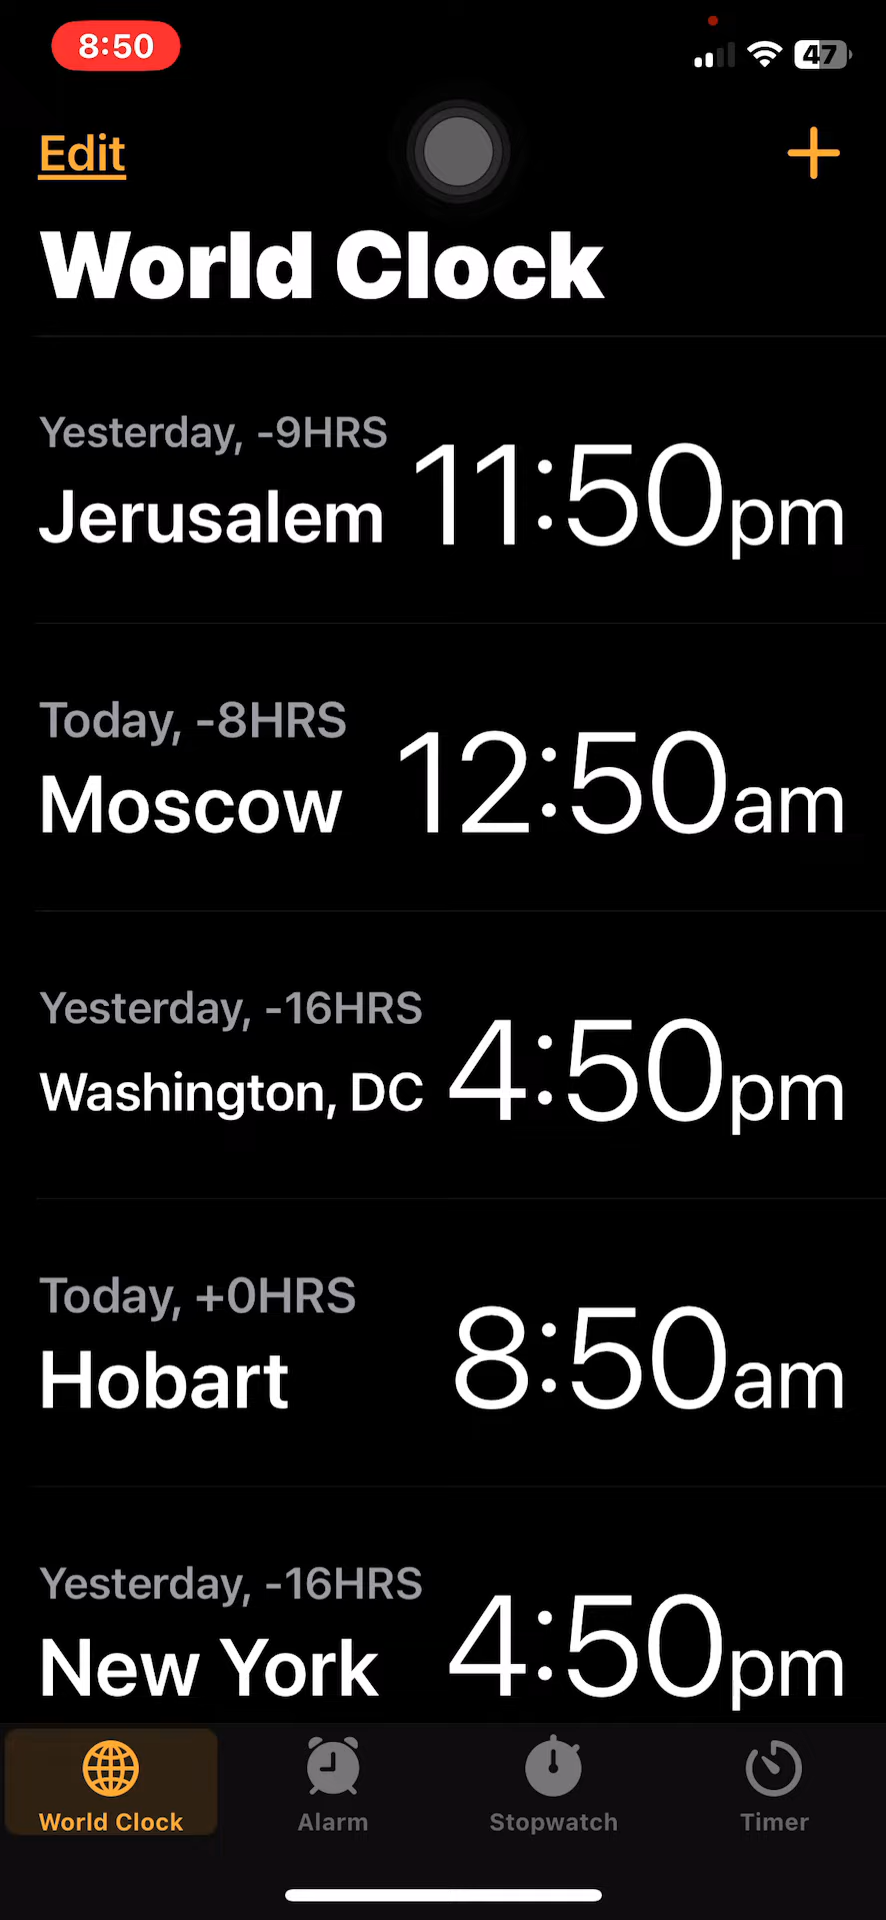 8:50
47
Edit
World Clock
Yesterday, -9HRS
Jerusalem 11:50pm
Today, -8HRS
Moscow 12:50am
Yesterday, -16HRS
Washington, DC 4:50pm
Today, +0HRS
Hobart 8:50am
Yesterday, -16HRS
New York 4:50pm
World Clock Alarm Stopwatch Timer